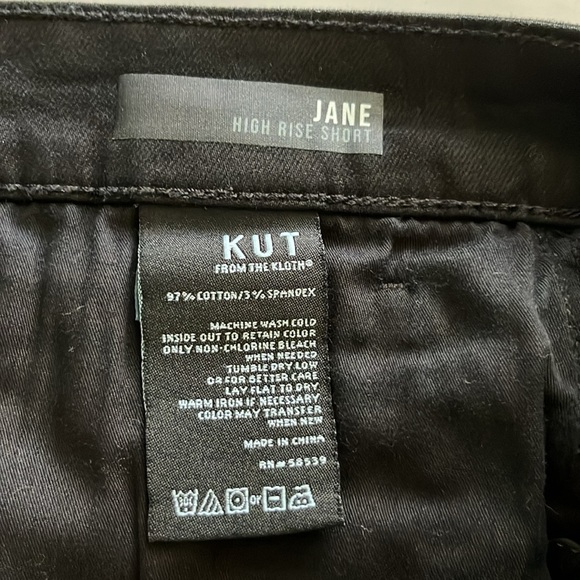 JANE
HIGH RISE SHORT
KUT
FROM THE KLOTH®
97% COTTON/3% SPANDEX
MACHINE WASH COLD
INSIDE OUT TO RETAIN COLOR
ONLY NON-CHLORINE BLEACH
WHEN NEEDED
TUMBLE DRY LOW
OR FOR BETTER CARE
LAY FLAT TO DRY
WARM IRON IF NECESSARY
COLOR MAY TRANSFER
WHEN NEW
MADE IN CHINA
RN# 58539
or